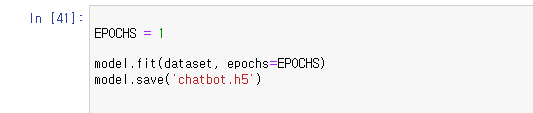 In [41]:
EPOCHS = 1
model.fit(dataset, epochs=EPOCHS)
model.save('chatbot.h5')